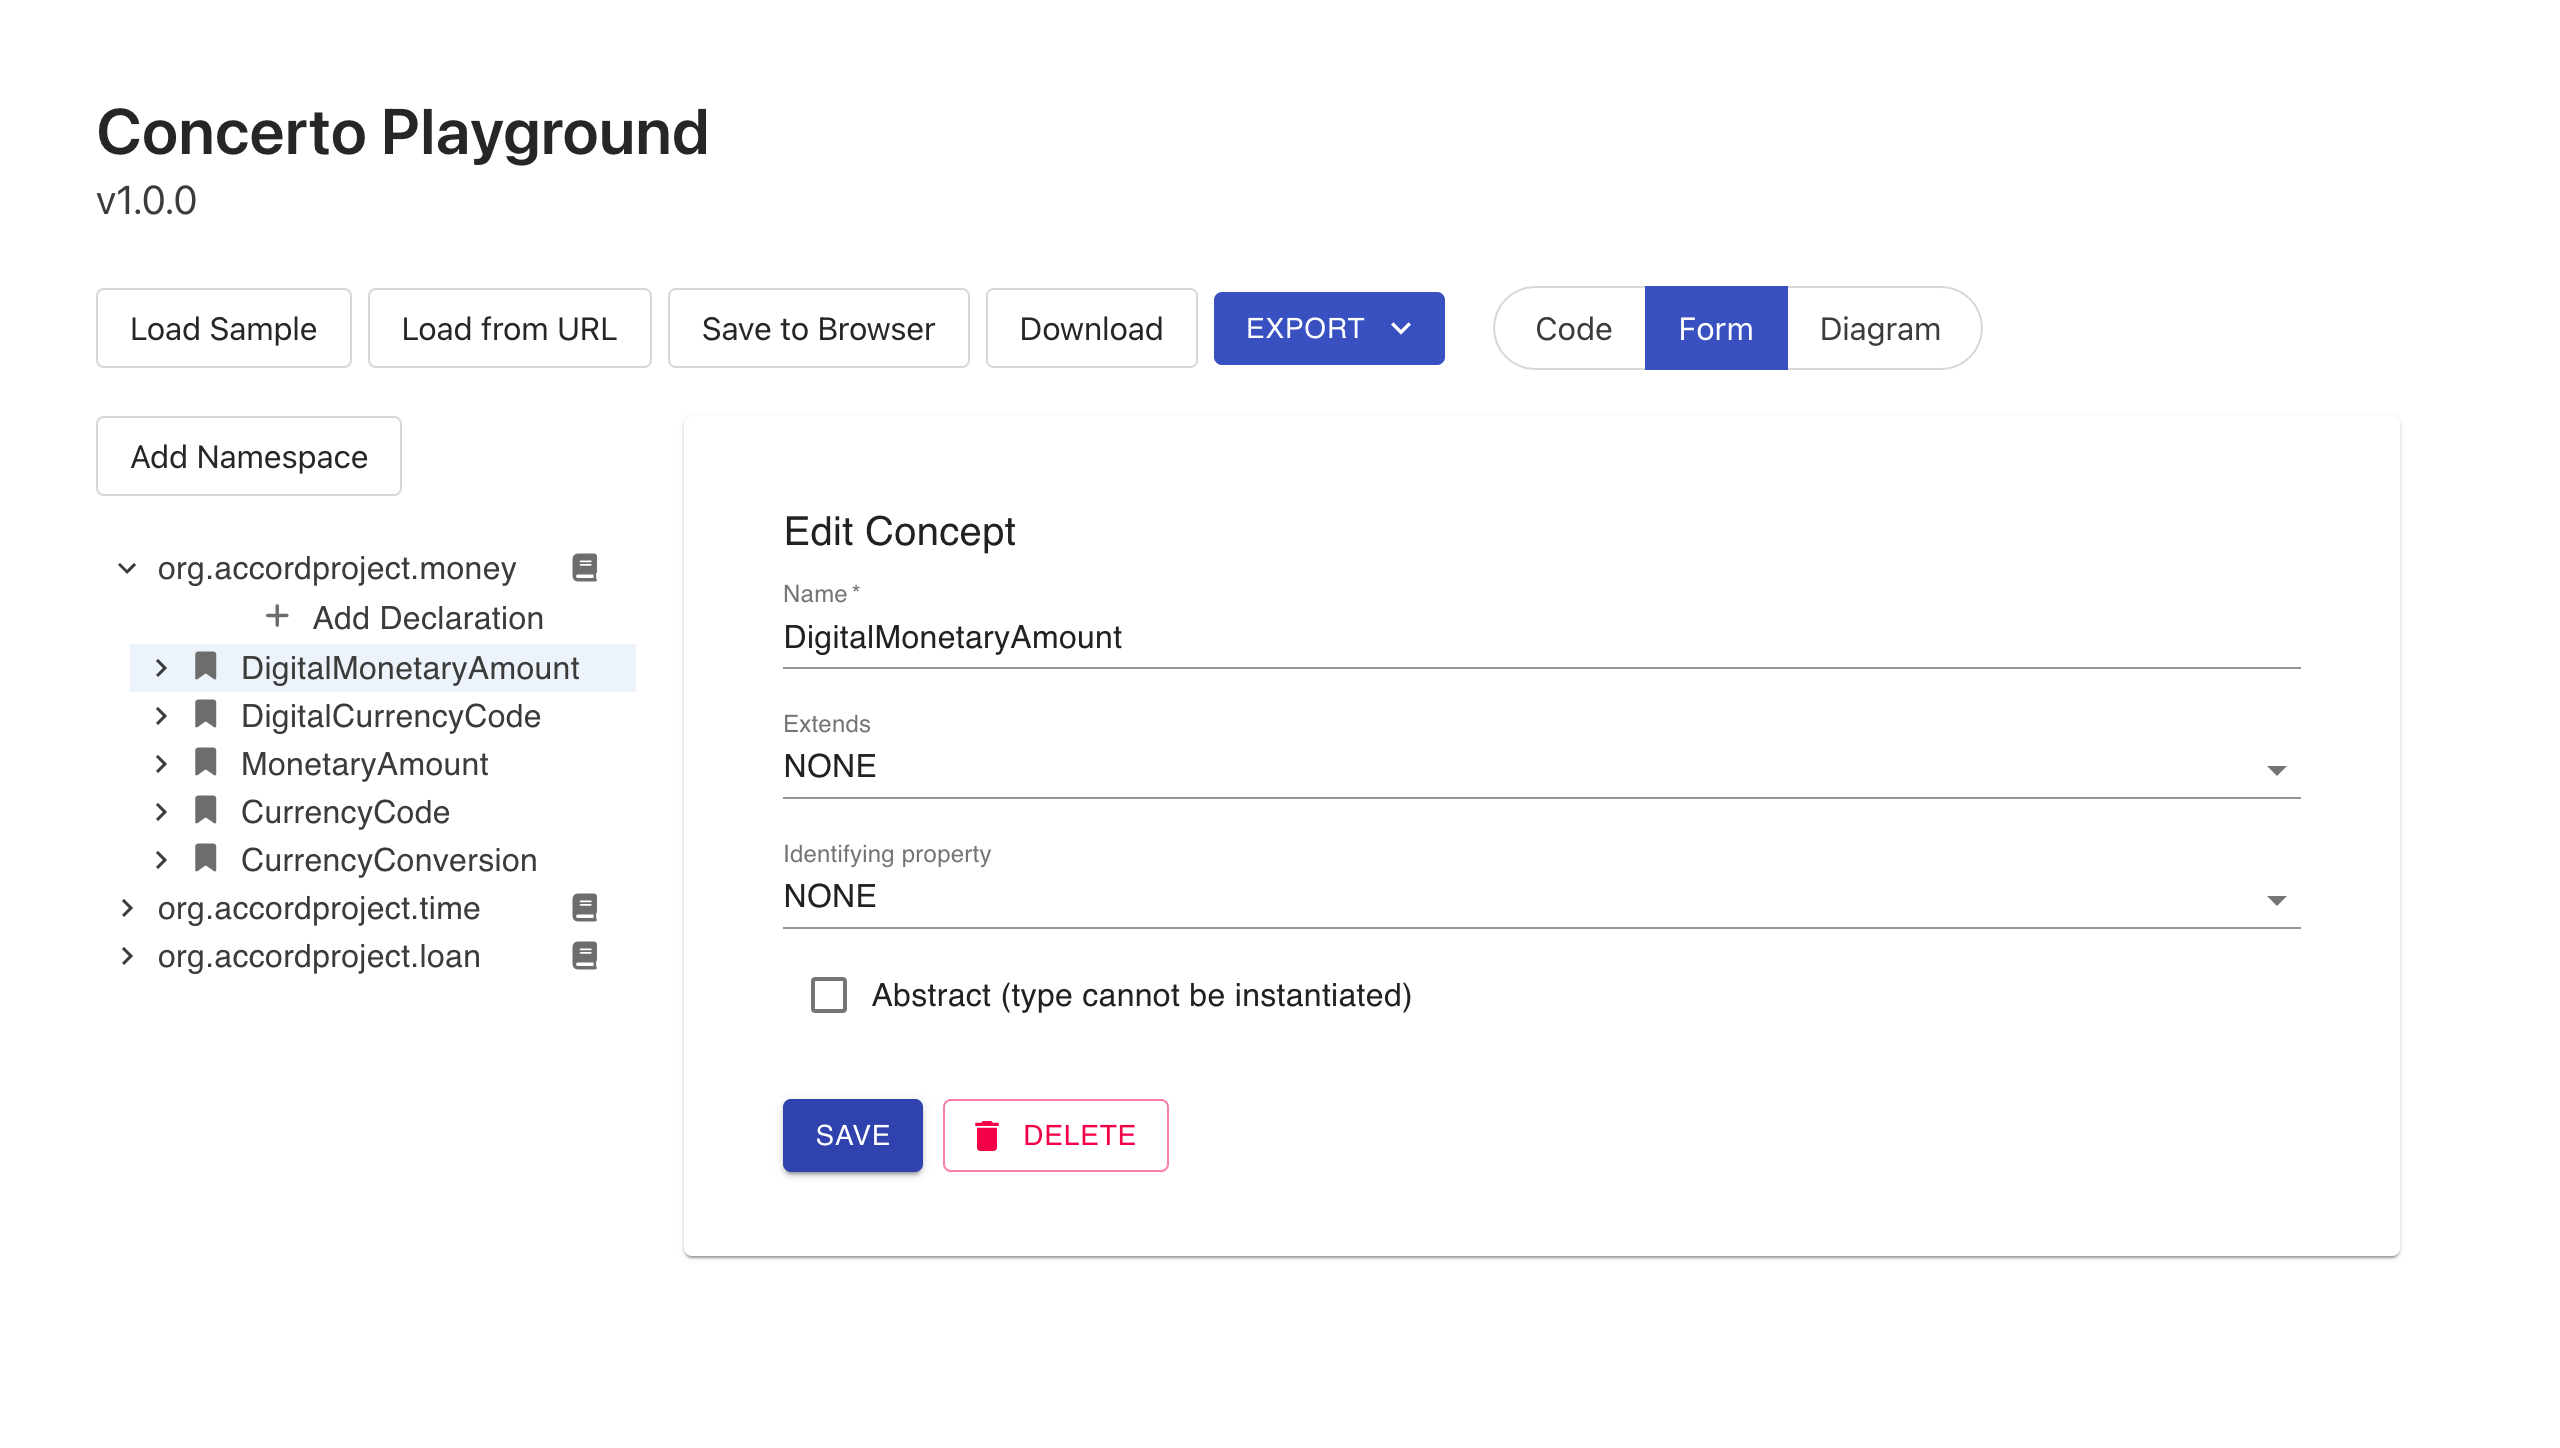 Concerto Playground
v1.0.0
Load Sample
Load from URL
Save to Browser
Download
EXPORT
Code
Form
Diagram
Add Namespace
org.accordproject.money
Add Declaration
DigitalMonetaryAmount
DigitalCurrencyCode
MonetaryAmount
CurrencyCode
CurrencyConversion
org.accordproject.time
org.accordproject.loan
Edit Concept
Name *
DigitalMonetaryAmount
Extends
NONE
Identifying property
NONE
Abstract (type cannot be instantiated)
SAVE
DELETE